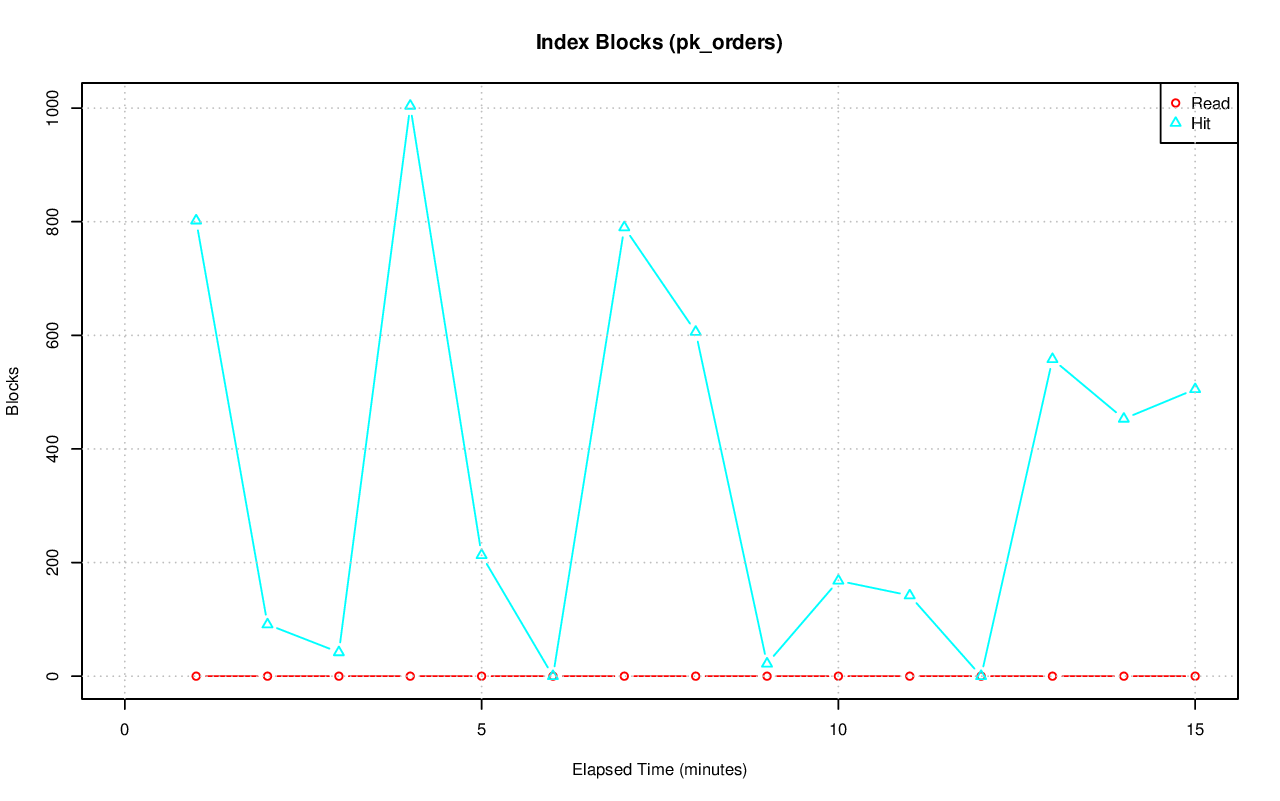 Index Blocks (pk_orders)
Read
Hit
Blocks
1000
800
600
400
200
0
0 5 10 15
Elapsed Time (minutes)